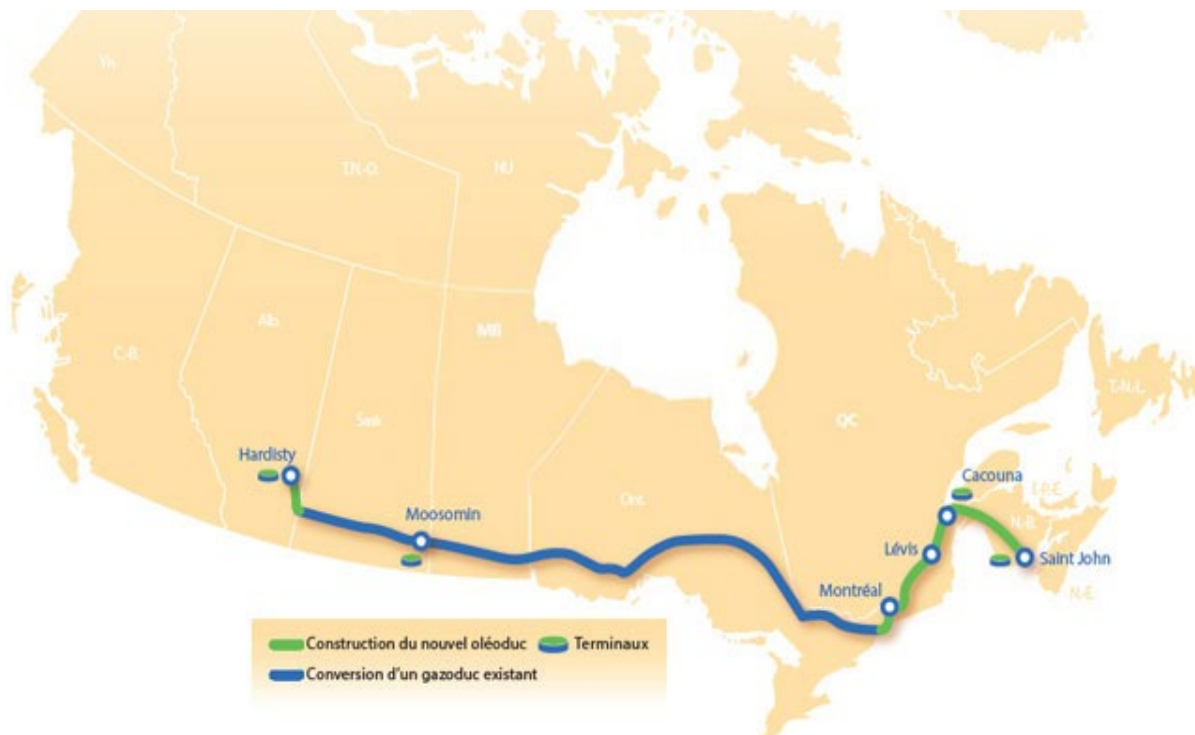 Yn
T.N.-O.
NU
Alb.
MB
C.-B.
Sask
QC
T.-N.-L.
Hardisty
Cacouna
Ont.
Î.-P.-É.
Moosomin
N.-B.
Lévis
Saint John
Montréal
N.-É.
Construction du nouvel oléoduc
Terminaux
Conversion d'un gazoduc existant